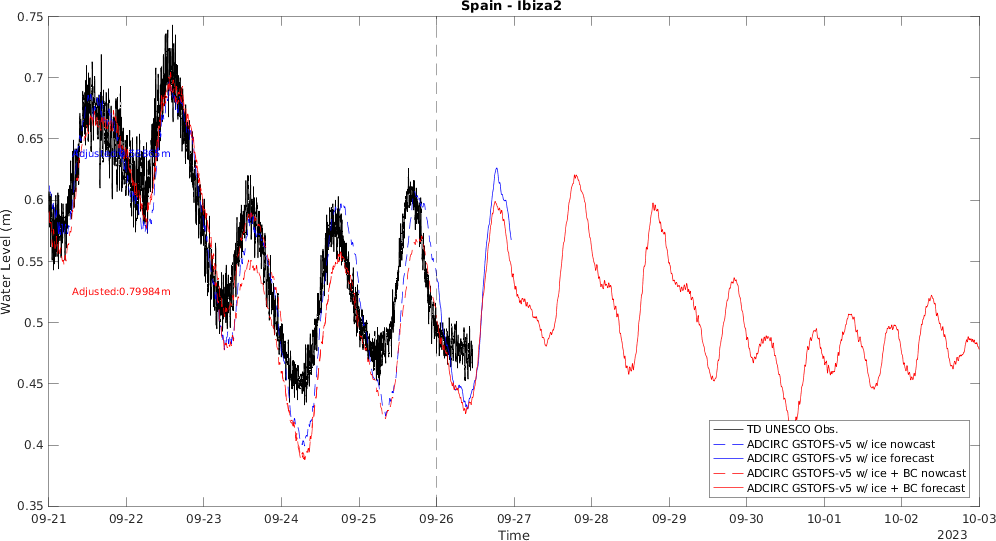 Spain - Ibiza2
0.75
0.7
0.65
0.6
0.55
0.5
0.45
0.4
0.35
Water Level (m)
Adjusted:0.79984m
TD UNESCO Obs.
ADCIRC GSTOFS-v5 w/ ice nowcast
ADCIRC GSTOFS-v5 w/ ice forecast
ADCIRC GSTOFS-v5 w/ ice + BC nowcast
ADCIRC GSTOFS-v5 w/ ice + BC forecast
09-21 09-22 09-23 09-24 09-25 09-26 09-27 09-28 09-29 09-30 10-01 10-02 10-03
Time
2023